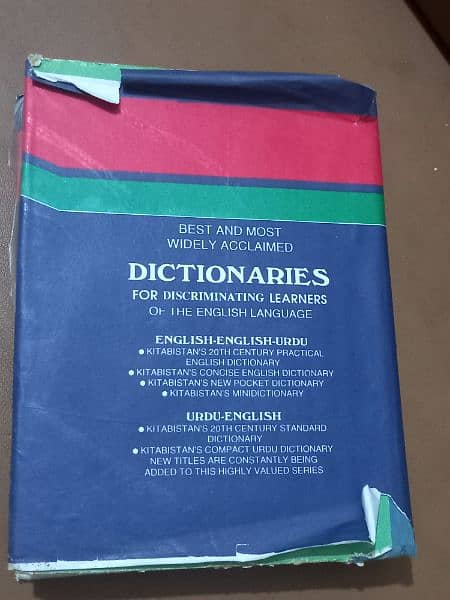 BEST AND MOST
WIDELY ACCLAIMED
DICTIONARIES
FOR DISCRIMINATING LEARNERS
OF THE ENGLISH LANGUAGE
ENGLISH-ENGLISH-URDU
● KITABISTAN'S 20TH CENTURY PRACTICAL
ENGLISH DICTIONARY
● KITABISTAN'S CONCISE ENGLISH DICTIONARY
● KITABISTAN'S NEW POCKET DICTIONARY
● KITABISTAN'S MINIDICTIONARY
URDU-ENGLISH
● KITABISTAN'S 20TH CENTURY STANDARD
DICTIONARY
● KITABISTAN'S COMPACT URDU DICTIONARY
NEW TITLES ARE CONSTANTLY BEING
ADDED TO THIS HIGHLY VALUED SERIES